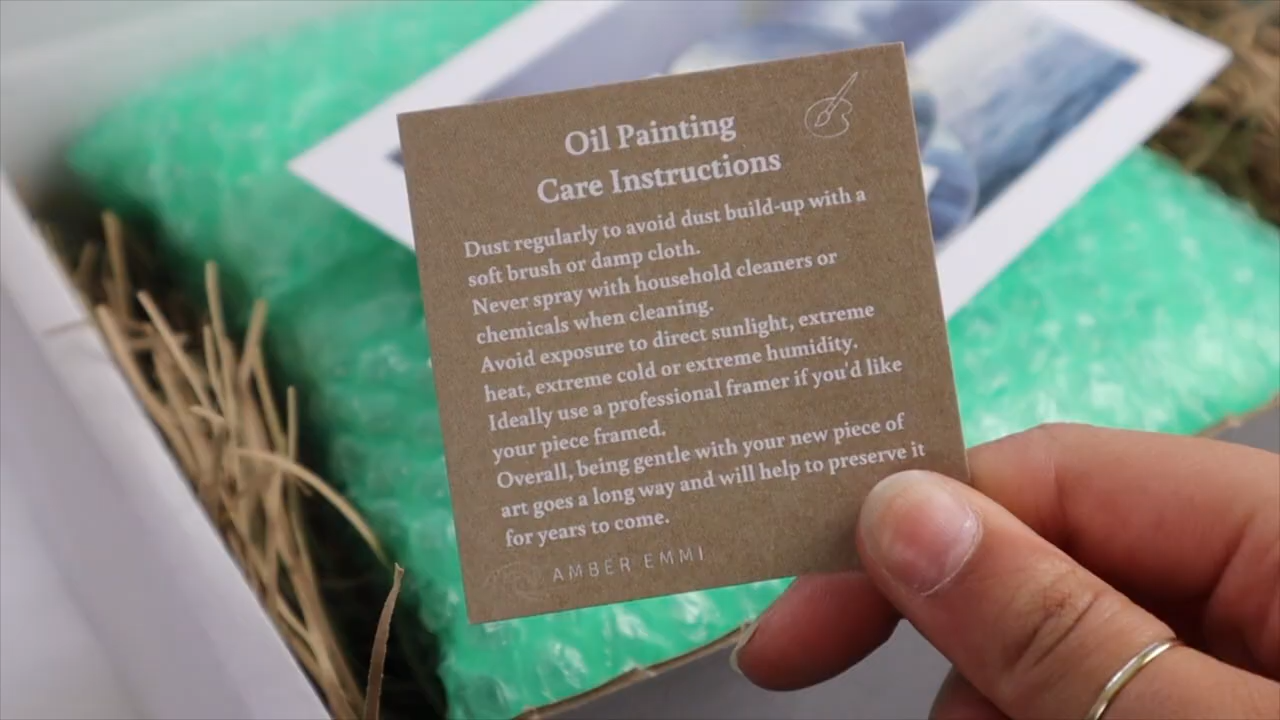 Oil Painting
Care Instructions
Dust regularly to avoid dust build-up with a
soft brush or damp cloth.
Never spray with household cleaners or
chemicals when cleaning.
Avoid exposure to direct sunlight, extreme
heat, extreme cold or extreme humidity.
Ideally use a professional framer if you'd like
your piece framed.
Overall, being gentle with your new piece of
art goes a long way and will help to preserve it
for years to come.
AMBER EMMI